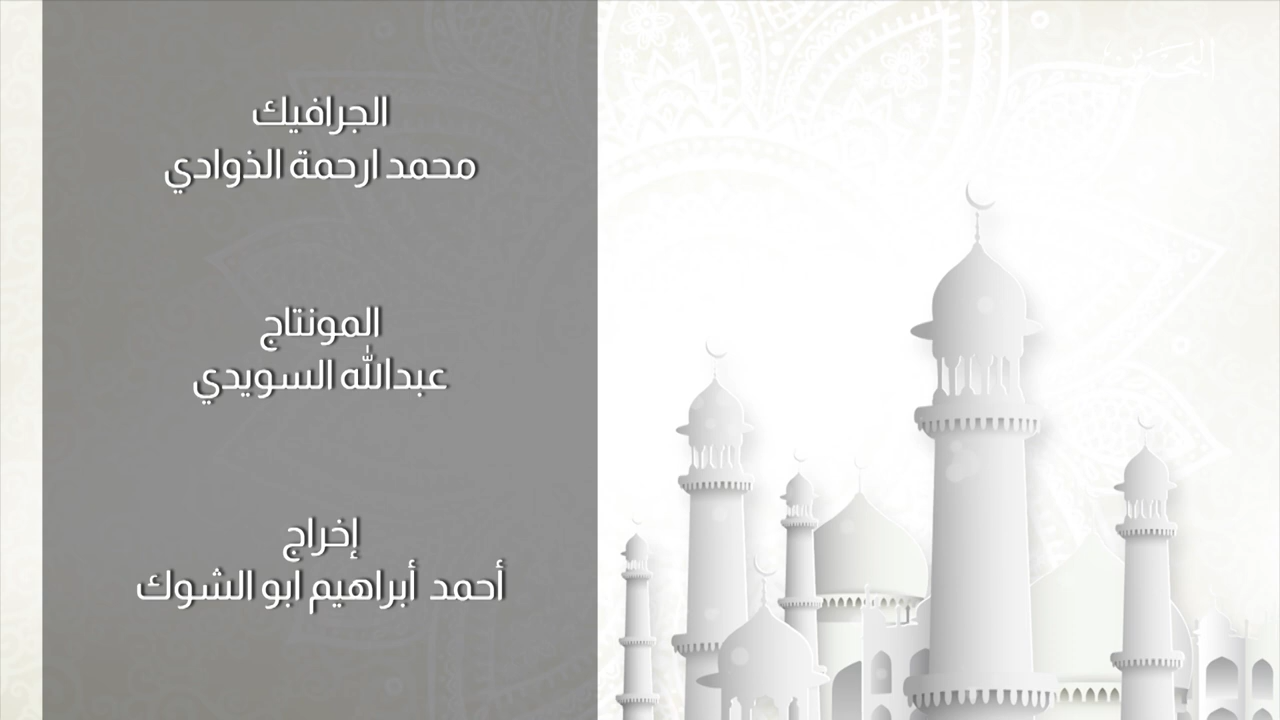 الجرافيك
محمد ارحمة الذوادي
المونتاج
عبدالله السويدي
إخراج
أحمد أبراهيم ابو الشوك